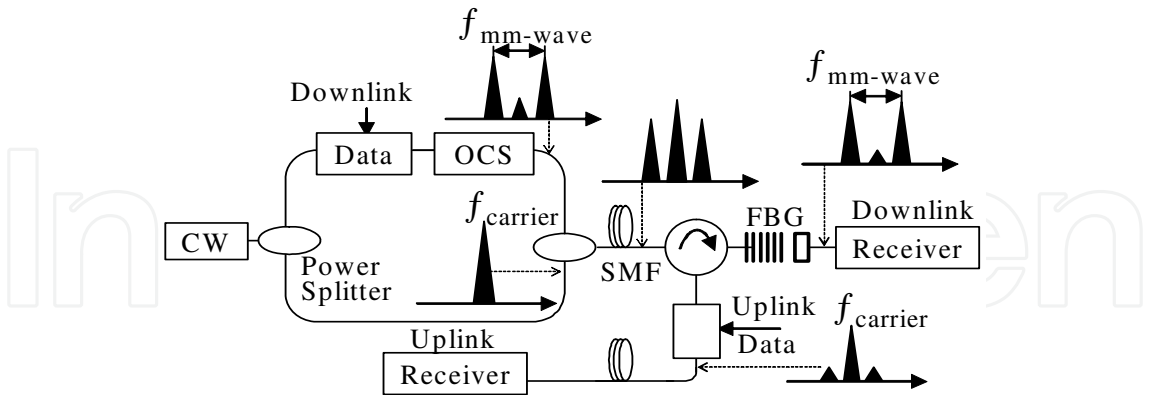 f mm-wave
Downlink
f mm-wave
Data
OCS
f carrier
FBG
Downlink
CW
Receiver
Power
Splitter
SMF
Uplink
Data
f carrier
Uplink
Receiver